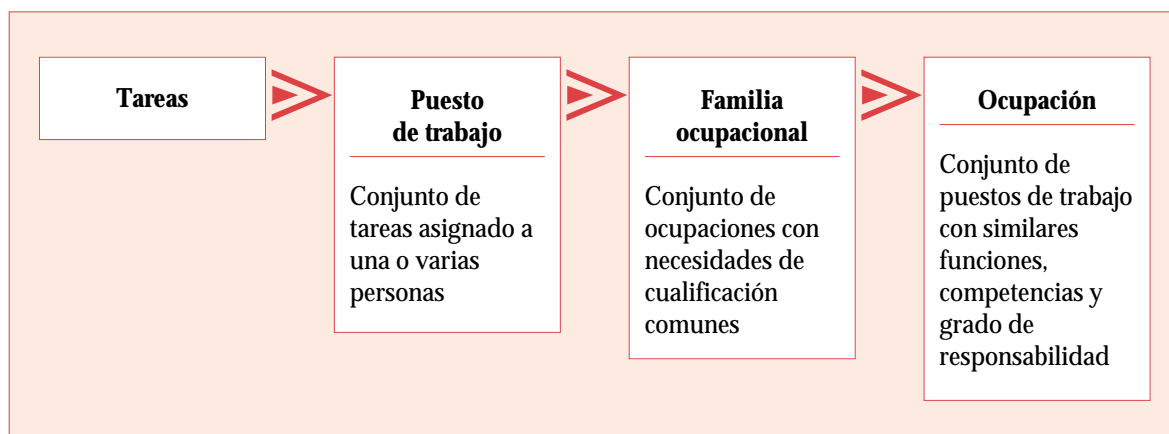 Tareas
Puesto
de trabajo
Conjunto de
tareas asignado a
una o varias
personas
Familia
ocupacional
Conjunto de
ocupaciones con
necesidades de
cualificación
comunes
Ocupación
Conjunto de
puestos de trabajo
con similares
funciones,
competencias y
grado de
responsabilidad